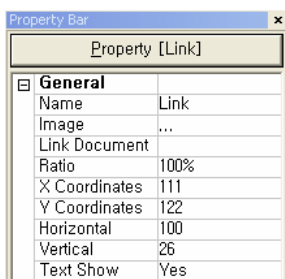 Property Bar
Property [Link]
General
Name Link
Image ...
Link Document
Ratio 100%
X Coordinates 111
Y Coordinates 122
Horizontal 100
Vertical 26
Text Show Yes